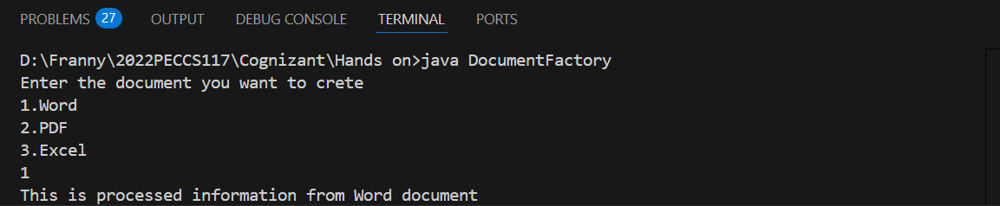 PROBLEMS 27 OUTPUT DEBUG CONSOLE TERMINAL PORTS
D:\Franny\2022PECCS117\Cognizant\Hands on>java DocumentFactory
Enter the document you want to crete
1.Word
2.PDF
3.Excel
1
This is processed information from Word document